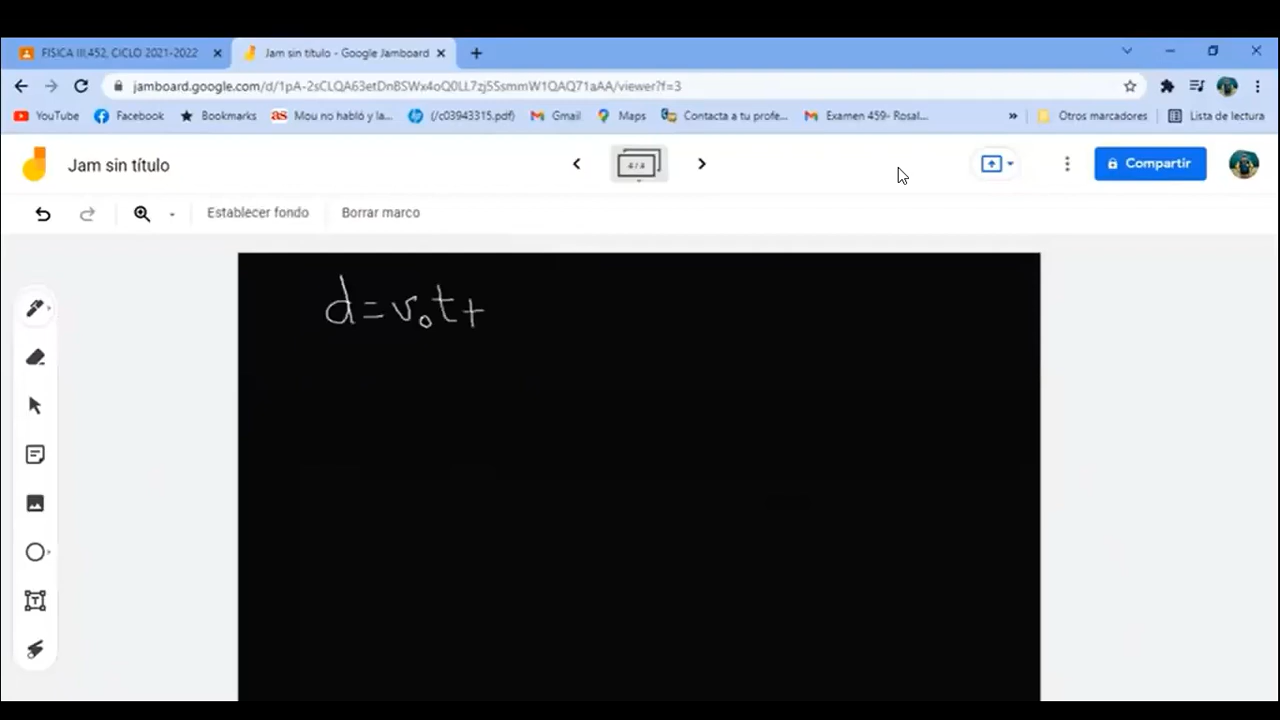 FISICA III,452, CICLO 2021-2022
Jam sin título - Google Jamboard
jamboard.google.com/d/1pA-2sCLQA63etDnBSWx4oQ0LL7zj5SsmmW1QAQ71aAA/viewer?f=3
YouTube Facebook Bookmarks Mou no habló y la... (/c03943315.pdf) Gmail Maps Contacta a tu profe... Examen 459- Rosal... » Otros marcadores Lista de lectura
Jam sin título
4 / 4
Compartir
Establecer fondo Borrar marco
d=v₀t+